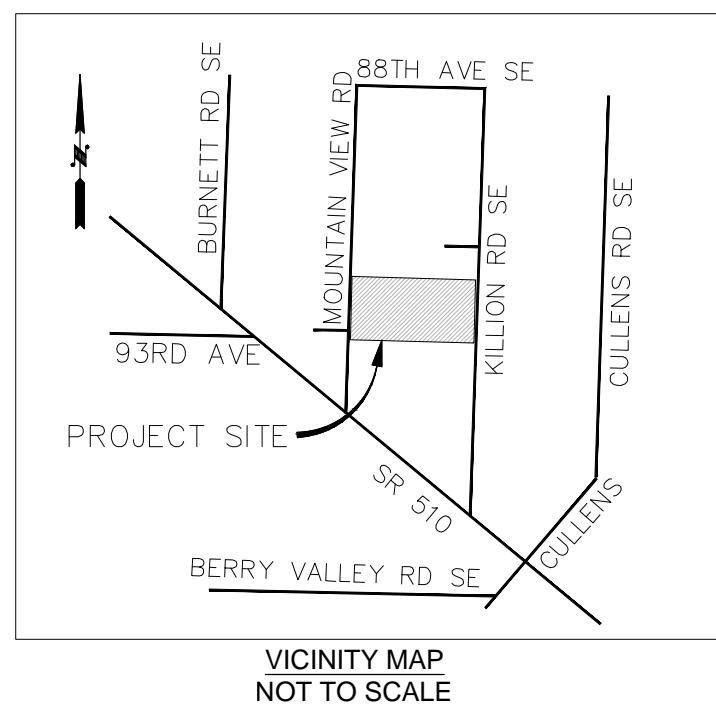 88TH AVE SE
BURNETT RD SE
MOUNTAIN VIEW RD
KILLION RD SE
CULLENS RD SE
N
93RD AVE
PROJECT SITE
SR 510
CULLENS
BERRY VALLEY RD SE
VICINITY MAP
NOT TO SCALE